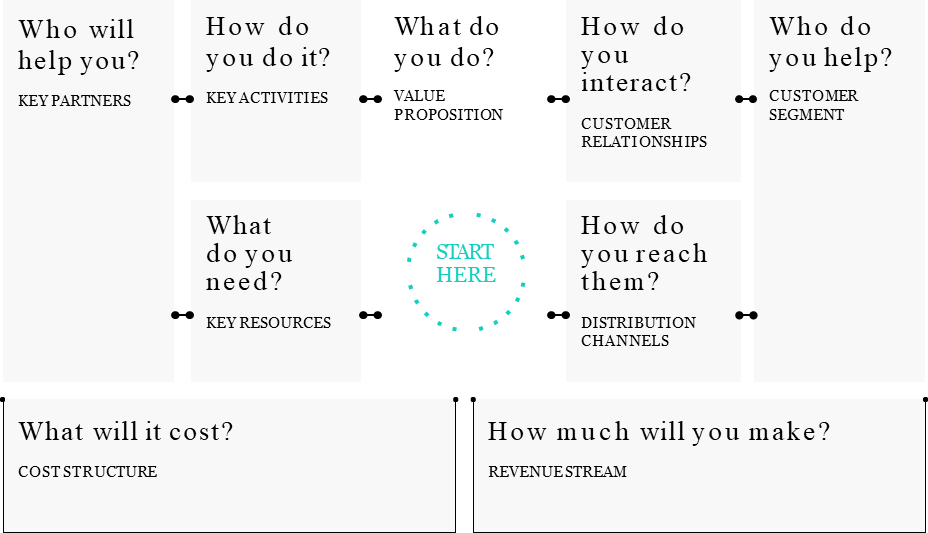 Who will
help you?
KEY PARTNERS
How do
you do it?
KEY ACTIVITIES
What
do you
need?
KEY RESOURCES
What do
you do?
VALUE
PROPOSITION
START
HERE
How do
you
interact?
CUSTOMER
RELATIONSHIPS
How do
you reach
them?
DISTRIBUTION
CHANNELS
Who do
you help?
CUSTOMER
SEGMENT
What will it cost?
COST STRUCTURE
How much will you make?
REVENUE STREAM